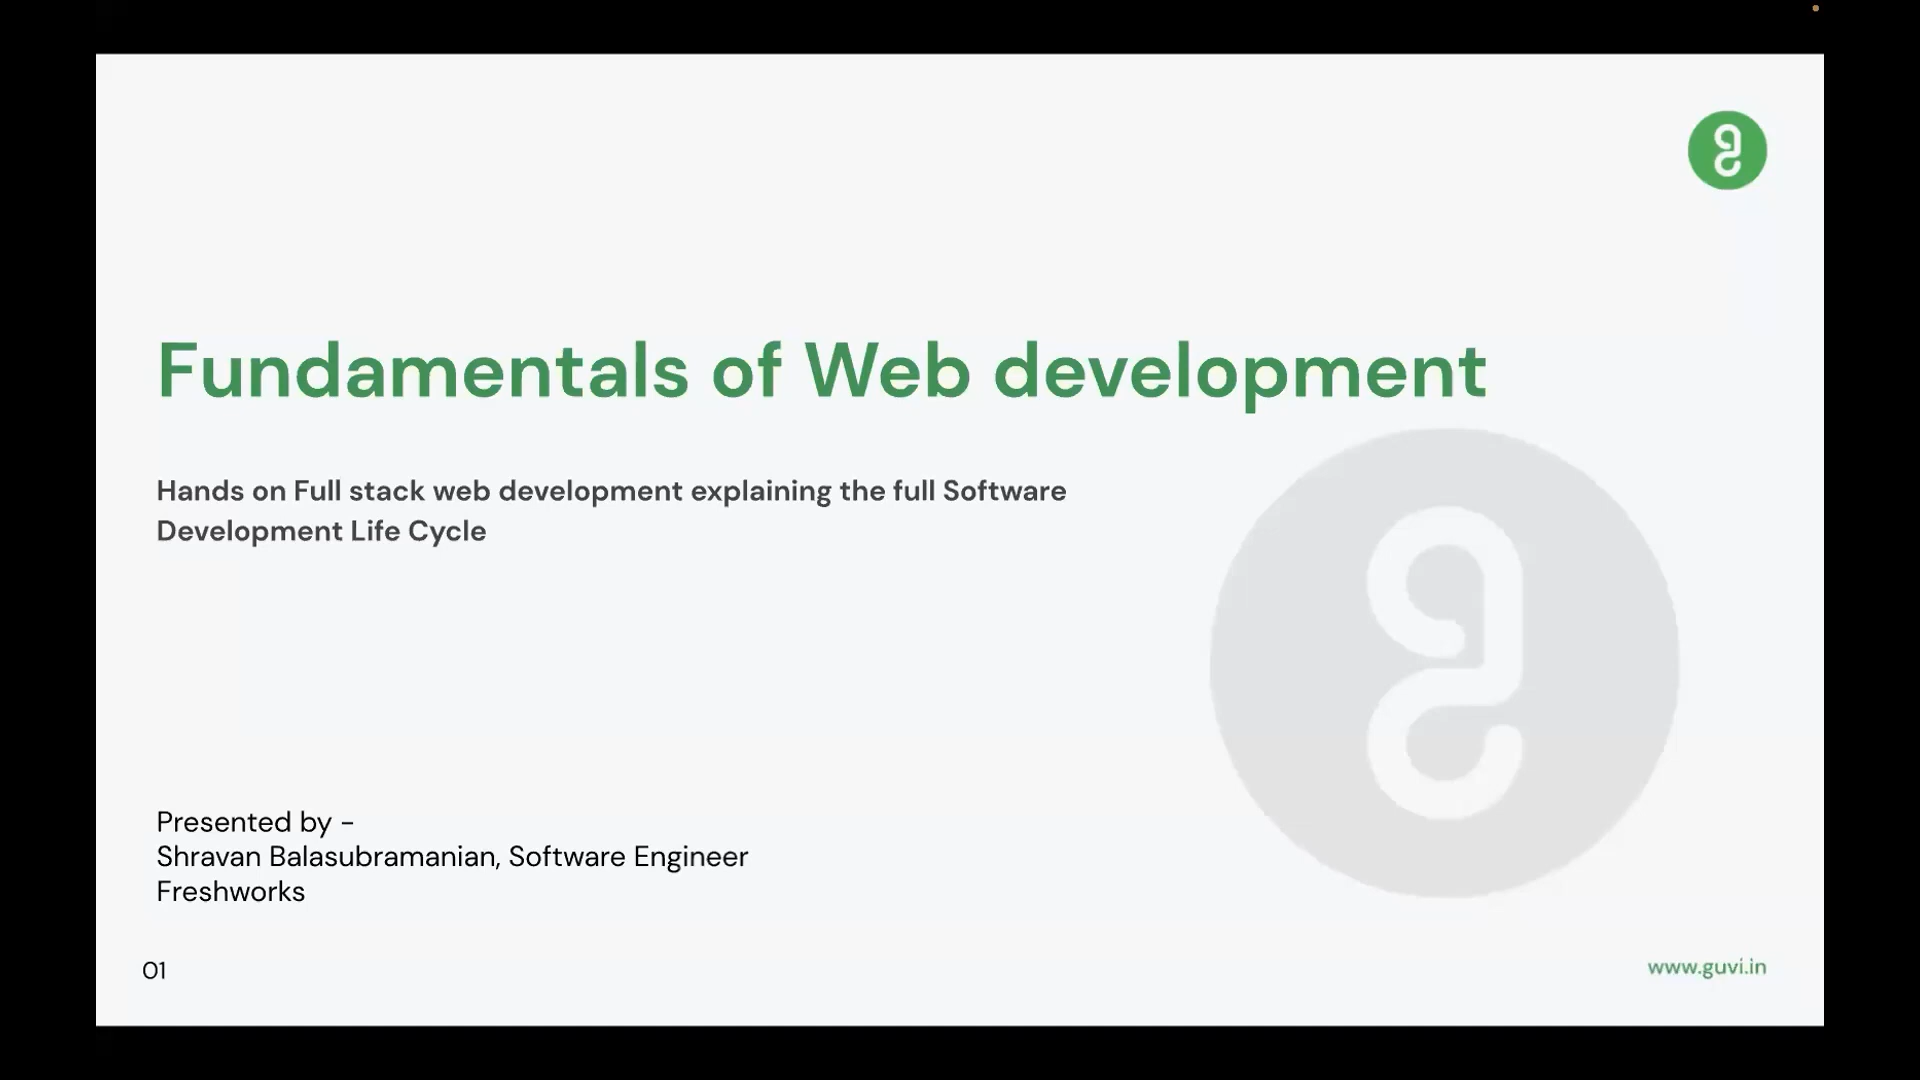 Fundamentals of Web development
Hands on Full stack web development explaining the full Software
Development Life Cycle
Presented by -
Shravan Balasubramanian, Software Engineer
Freshworks
01
www.guvi.in